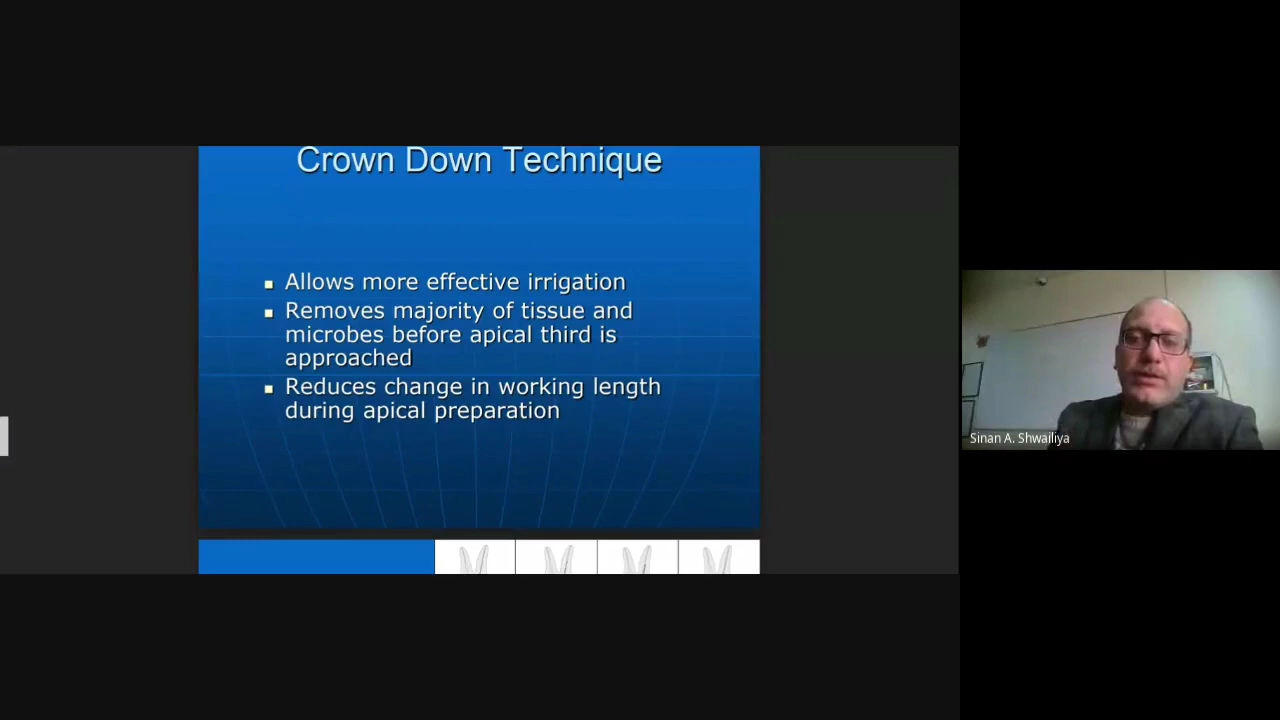 Crown Down Technique
Allows more effective irrigation
Removes majority of tissue and
microbes before apical third is
approached
Reduces change in working length
during apical preparation
Sinan A. Shwailiya